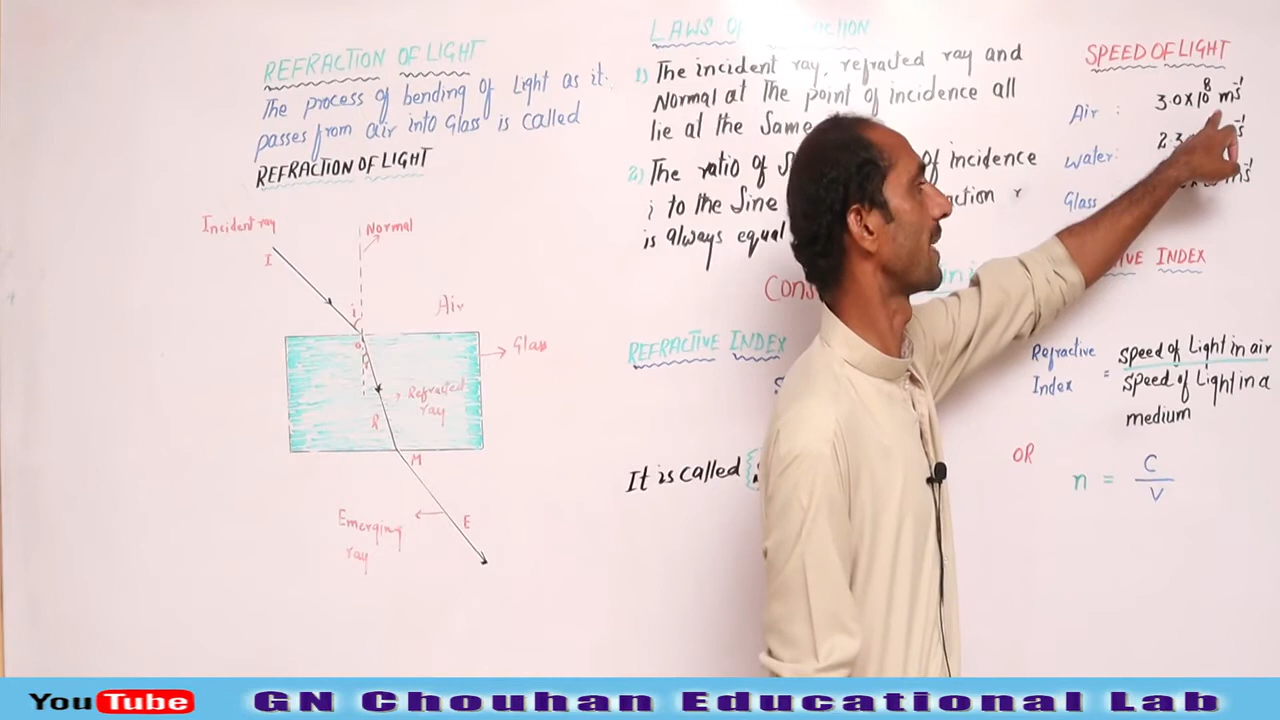 REFRACTION OF LIGHT
The process of bending of Light as it
passes from air into Glass is called
REFRACTION OF LIGHT
Incident ray
Normal
I
i
Air
Glass
Refracted
ray
R
M
Emerging
ray
E
LAWS
1) The incident ray, refracted ray and
Normal at the point of incidence all
lie at the Same
2) The ratio of of incidence
i to the Sine r
is always equal
REFRACTIVE INDEX
It is called
SPEED OF LIGHT
Air : 3.0×10⁸ ms⁻¹
Water:
Glass
INDEX
Refractive Index = Speed of Light in air
Speed of Light in a
medium
OR
n = C
V
YouTube GN Chouhan Educational Lab